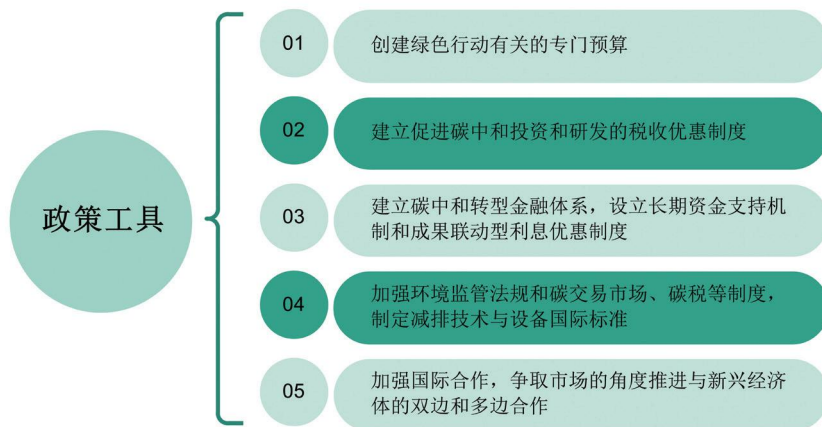 政策工具
01
创建绿色行动有关的专门预算
02
建立促进碳中和投资和研发的税收优惠制度
03
建立碳中和转型金融体系，设立长期资金支持机
制和成果联动型利息优惠制度
04
加强环境监管法规和碳交易市场、碳税等制度，
制定减排技术与设备国际标准
05
加强国际合作，争取市场的角度推进与新兴经济
体的双边和多边合作